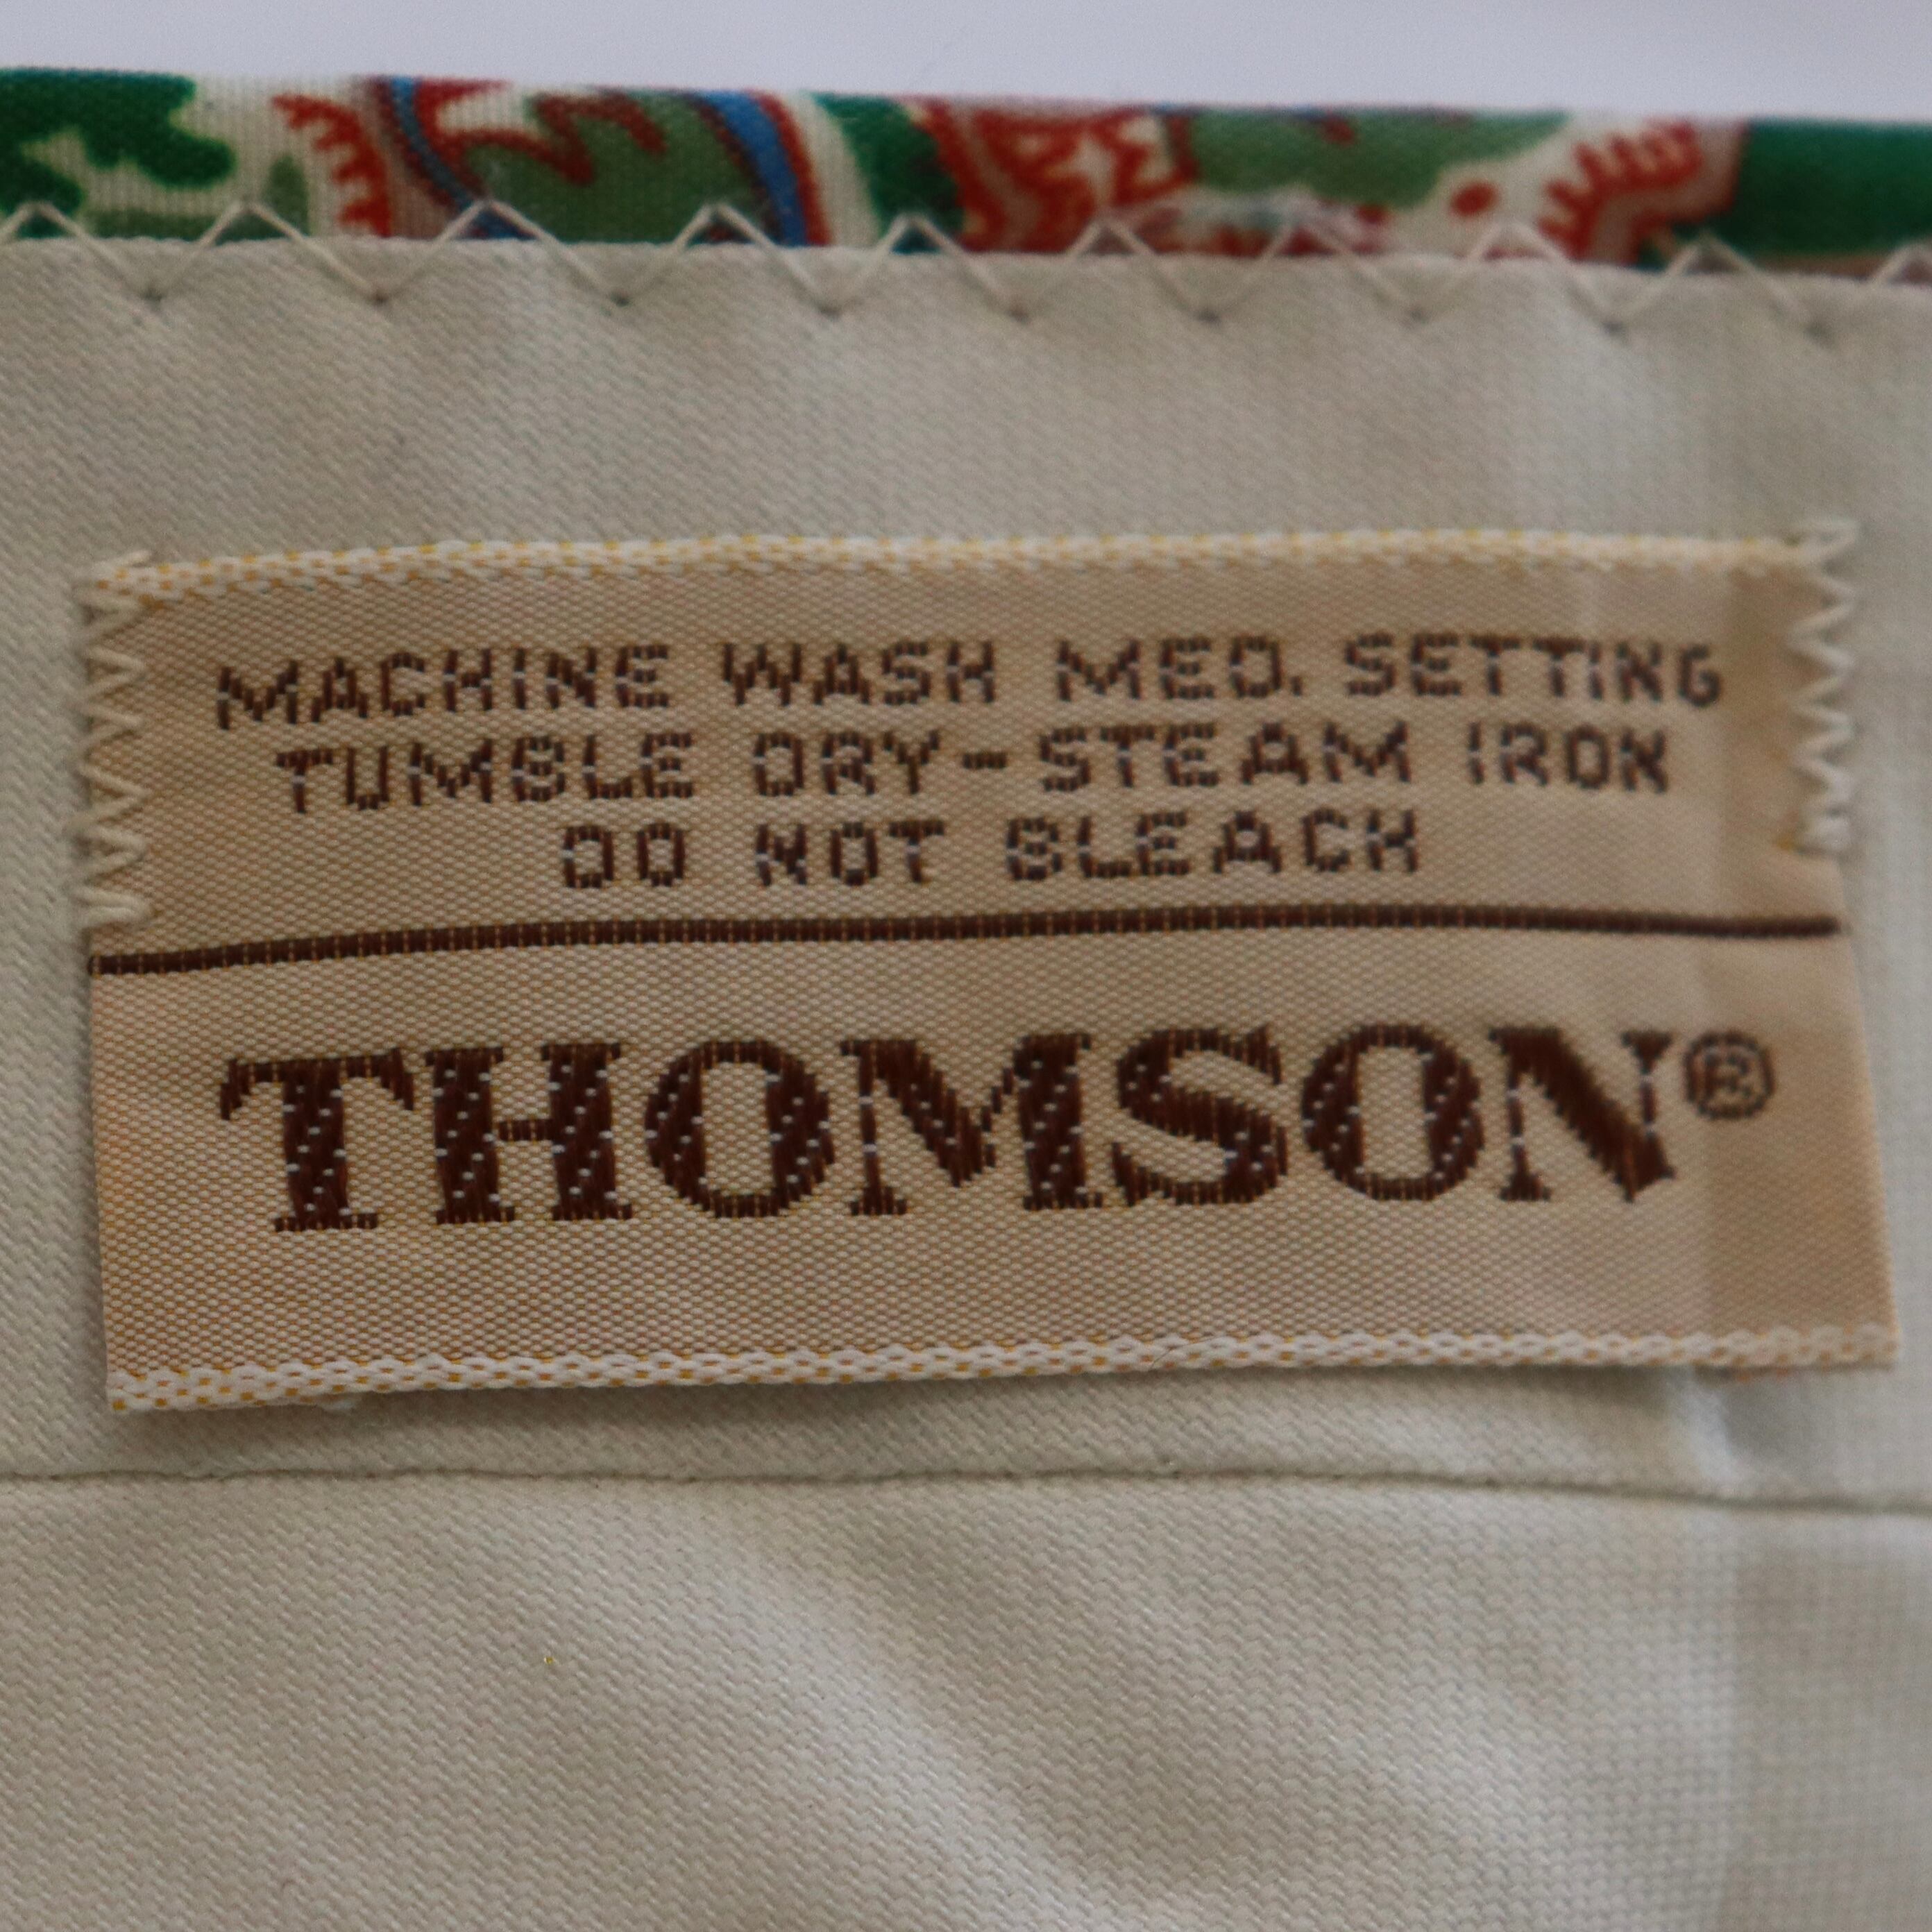 MACHINE WASH MED. SETTING
TUMBLE DRY-STEAM IRON
DO NOT BLEACH
THOMSON®